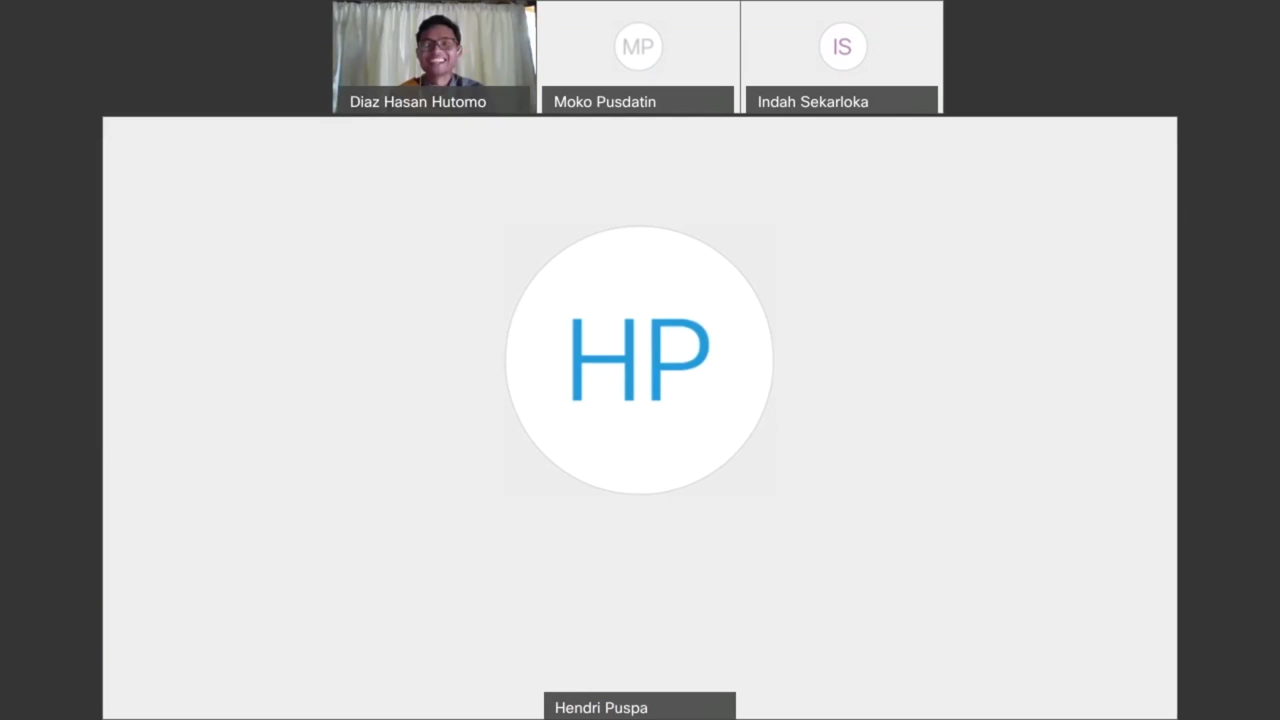 MP
IS
Diaz Hasan Hutomo
Moko Pusdatin
Indah Sekarloka
HP
Hendri Puspa